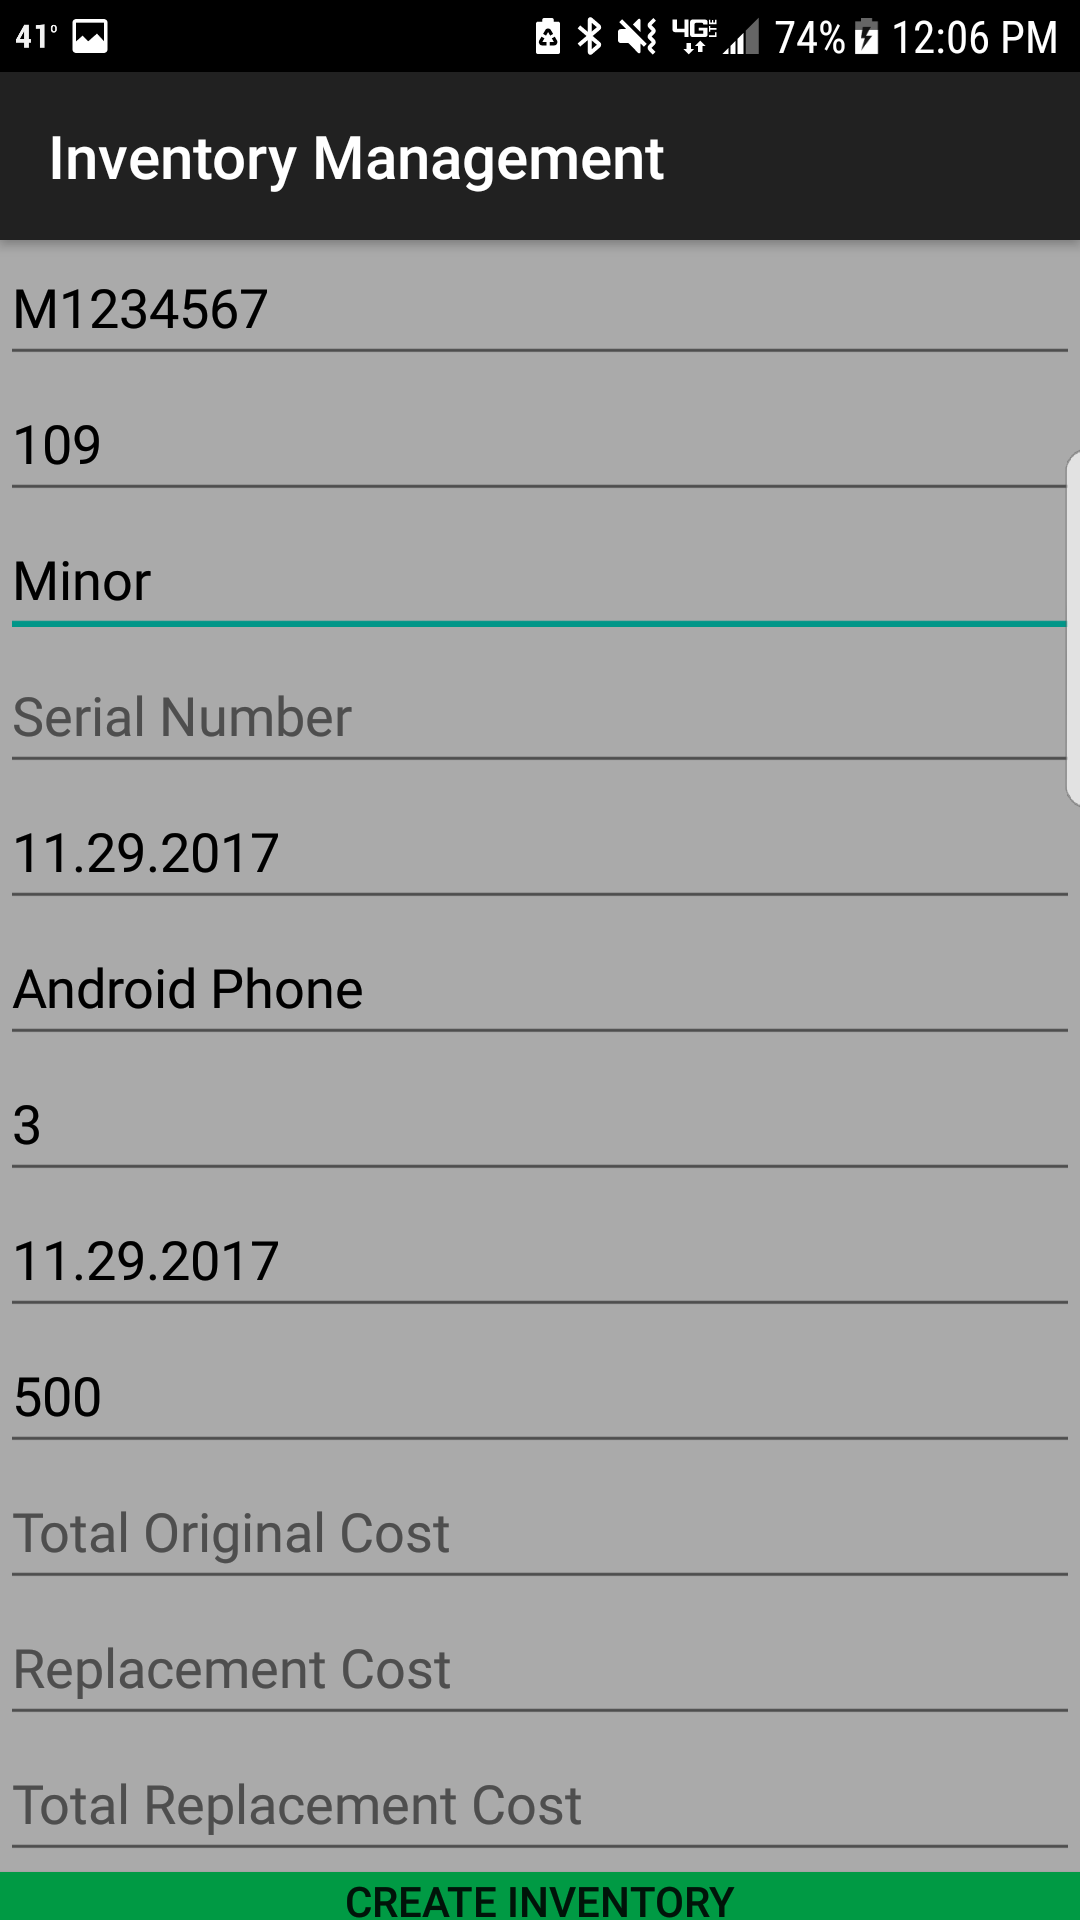 41° 4G LTE 74% 12:06 PM
Inventory Management
M1234567
109
Minor
Serial Number
11.29.2017
Android Phone
3
11.29.2017
500
Total Original Cost
Replacement Cost
Total Replacement Cost
CREATE INVENTORY